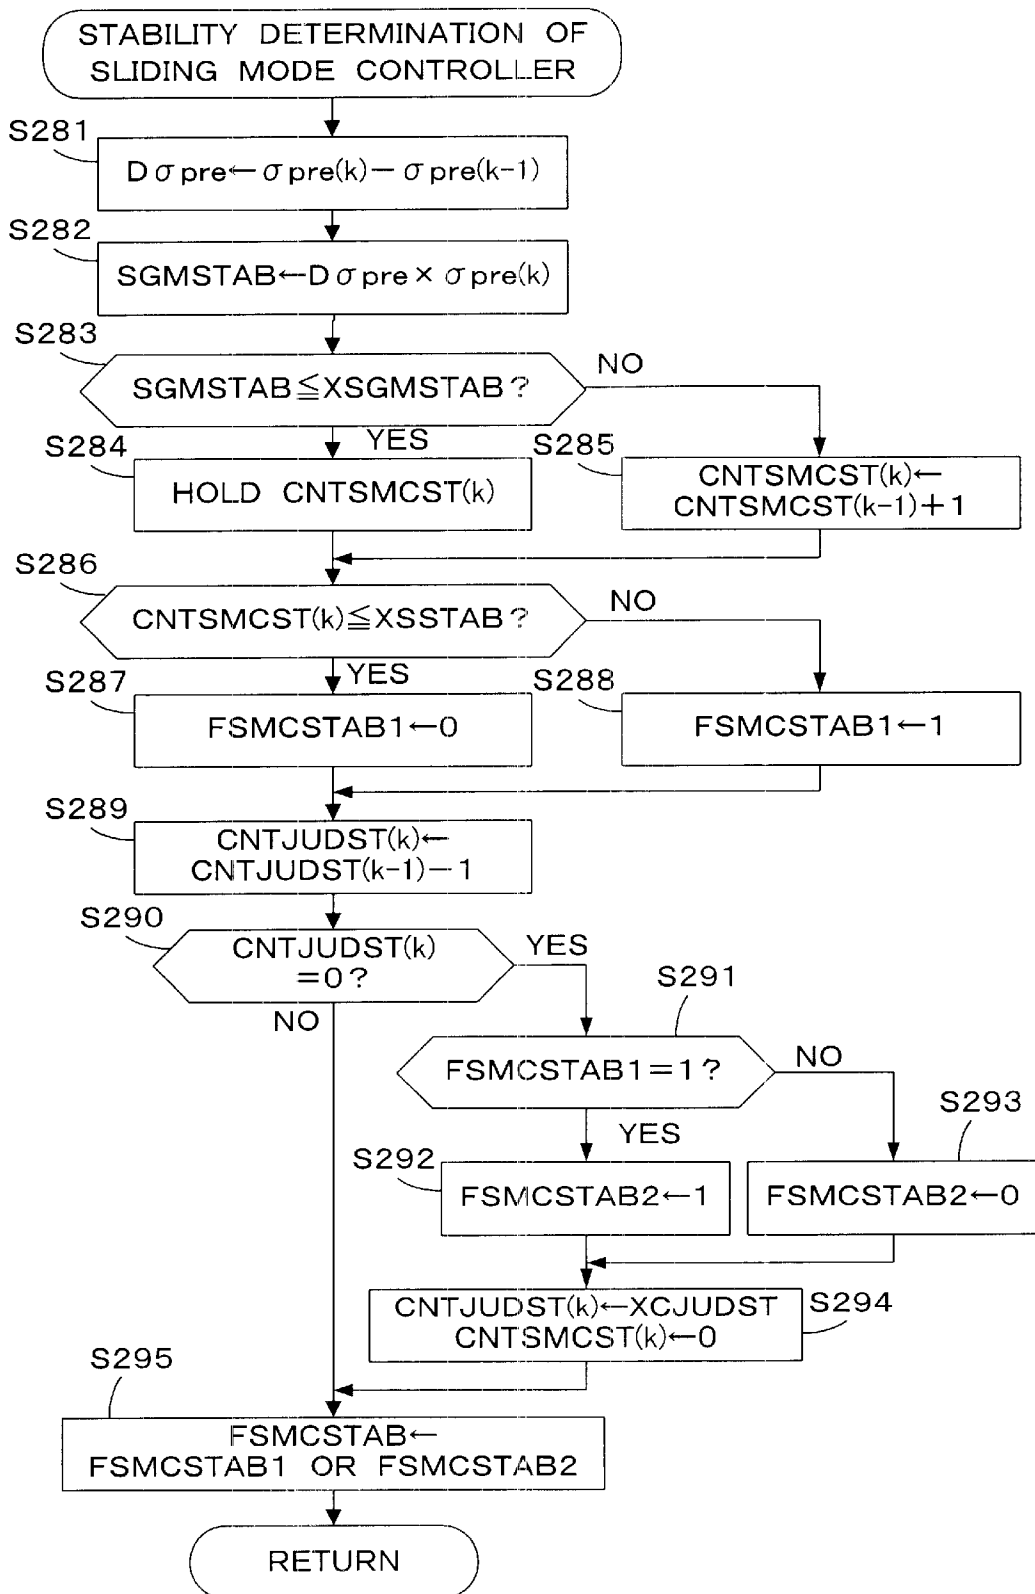 STABILITY DETERMINATION OF
SLIDING MODE CONTROLLER
S281
Dσpre←σpre(k)−σpre(k-1)
S282
SGMSTAB←Dσpre×σpre(k)
S283
SGMSTAB≦XSGMSTAB?
NO
YES
S284
HOLD CNTSMCST(k)
S285
CNTSMCST(k)←
CNTSMCST(k-1)+1
S286
CNTSMCST(k)≦XSSTAB?
NO
YES
S287
FSMCSTAB1←0
S288
FSMCSTAB1←1
S289
CNTJUDST(k)←
CNTJUDST(k-1)−1
S290
CNTJUDST(k)
=0?
YES
NO
S291
FSMCSTAB1=1?
NO
YES
S292
FSMCSTAB2←1
S293
FSMCSTAB2←0
CNTJUDST(k)←XCJUDST
CNTSMCST(k)←0
S294
S295
FSMCSTAB←
FSMCSTAB1 OR FSMCSTAB2
RETURN